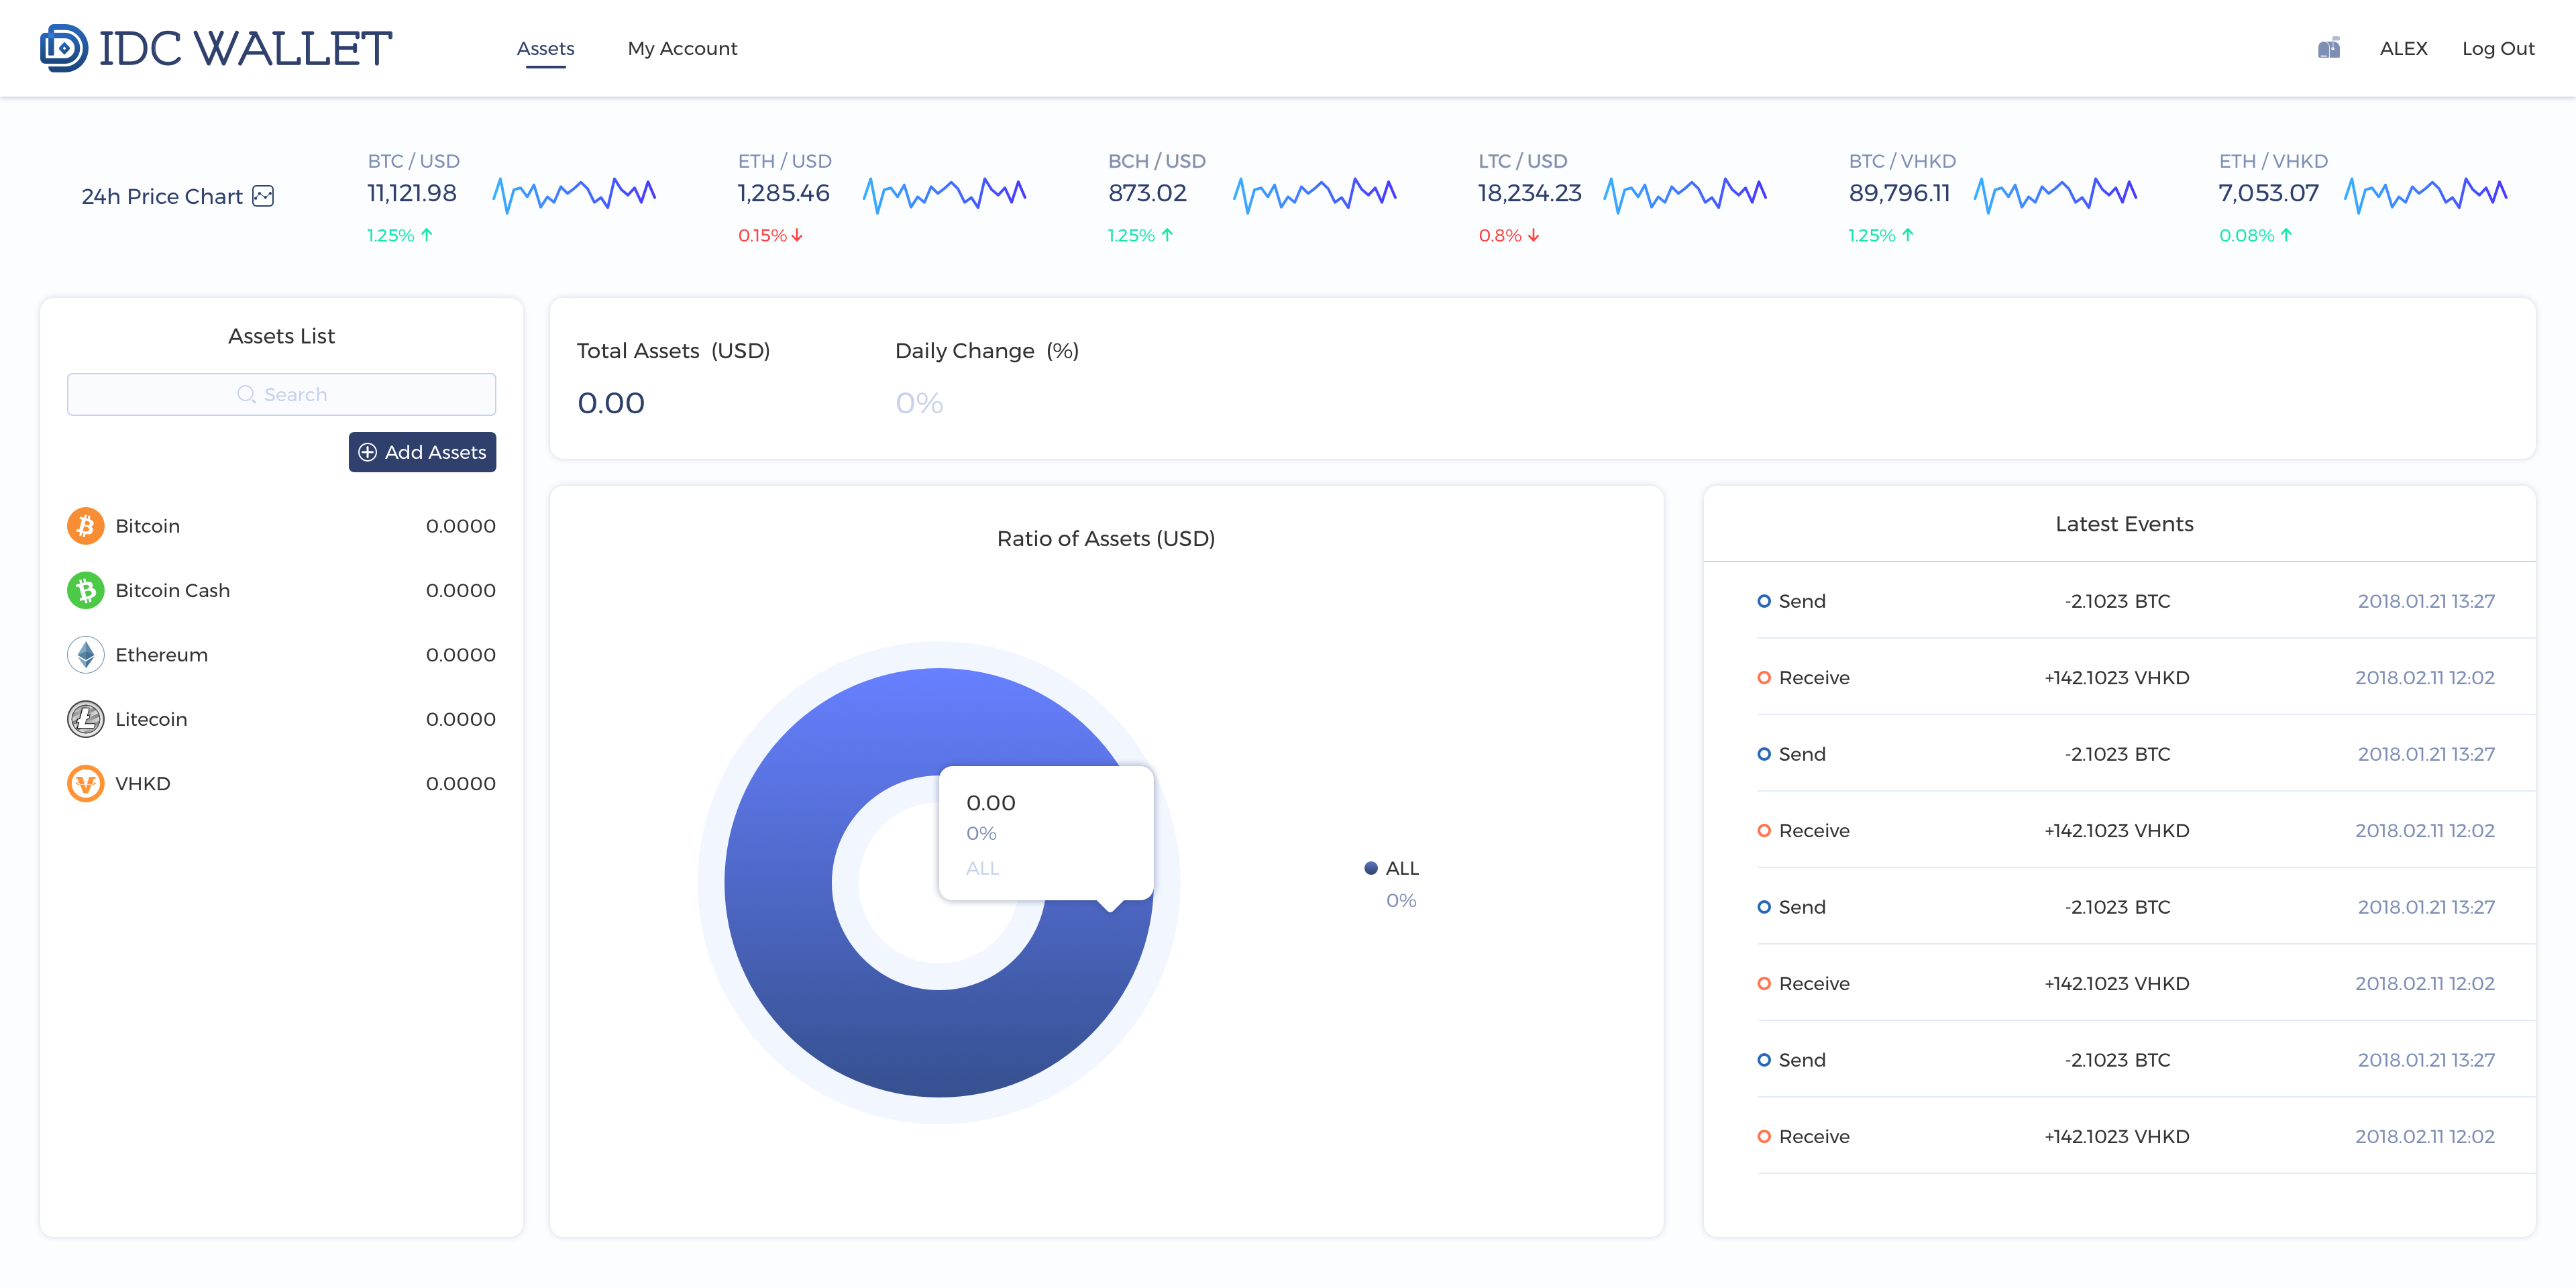 IDC WALLET
Assets
My Account
ALEX
Log Out
24h Price Chart
BTC / USD
11,121.98
1.25%
ETH / USD
1,285.46
0.15%
BCH / USD
873.02
1.25%
LTC / USD
18,234.23
0.8%
BTC / VHKD
89,796.11
1.25%
ETH / VHKD
7,053.07
0.08%
Assets List
Search
Add Assets
Bitcoin 0.0000
Bitcoin Cash 0.0000
Ethereum 0.0000
Litecoin 0.0000
VHKD 0.0000
Total Assets (USD)
0.00
Daily Change (%)
0%
Ratio of Assets (USD)
0.00
0%
ALL
ALL
0%
Latest Events
Send -2.1023 BTC 2018.01.21 13:27
Receive +142.1023 VHKD 2018.02.11 12:02
Send -2.1023 BTC 2018.01.21 13:27
Receive +142.1023 VHKD 2018.02.11 12:02
Send -2.1023 BTC 2018.01.21 13:27
Receive +142.1023 VHKD 2018.02.11 12:02
Send -2.1023 BTC 2018.01.21 13:27
Receive +142.1023 VHKD 2018.02.11 12:02